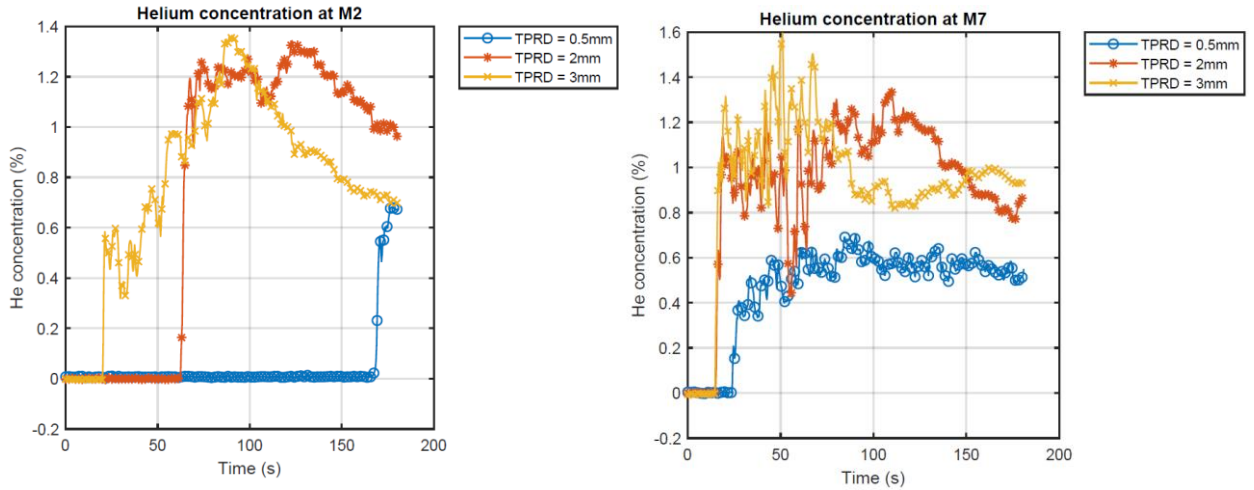 Helium concentration at M2
He concentration (%)
1.4
1.2
1
0.8
0.6
0.4
0.2
0
-0.2
0
50
100
150
200
Time (s)
TPRD = 0.5mm
TPRD = 2mm
TPRD = 3mm
Helium concentration at M7
He concentration (%)
1.6
1.4
1.2
1
0.8
0.6
0.4
0.2
0
-0.2
0
50
100
150
200
Time (s)
TPRD = 0.5mm
TPRD = 2mm
TPRD = 3mm